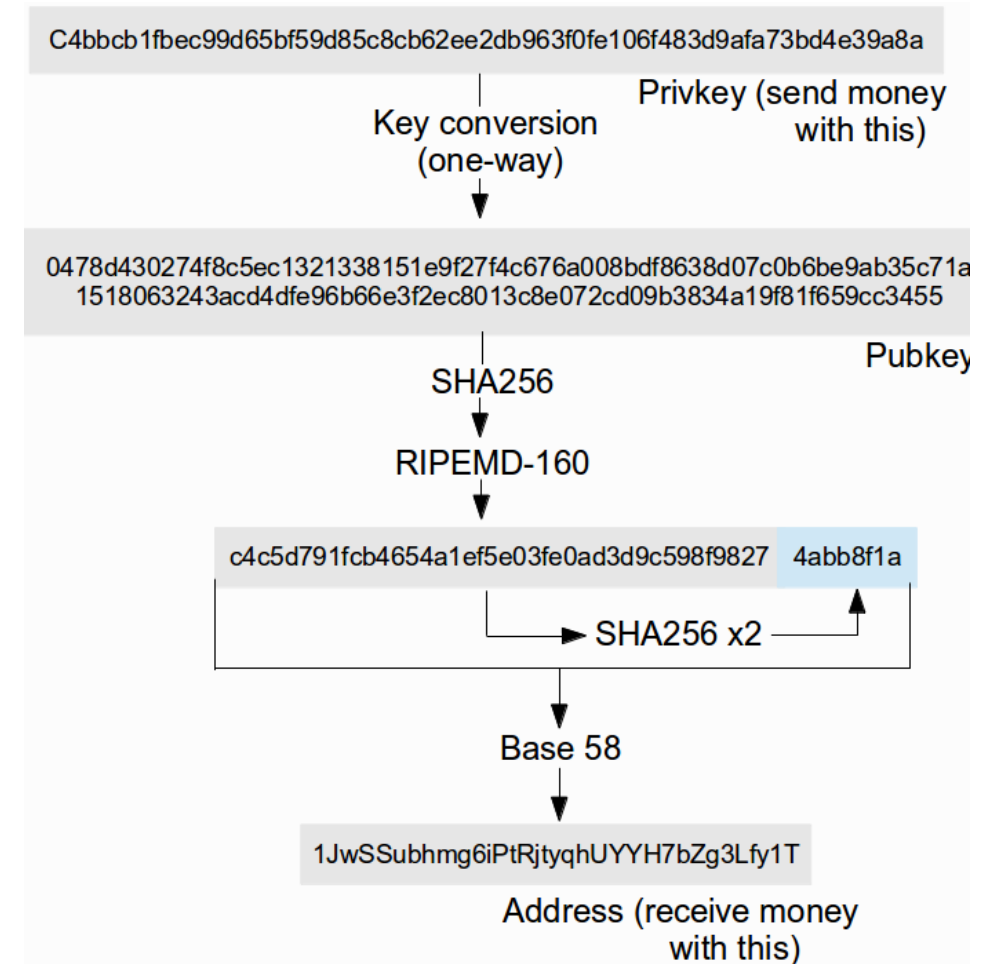 C4bbcb1fbec99d65bf59d85c8cb62ee2db963f0fe106f483d9afa73bd4e39a8a
Privkey (send money
with this)
Key conversion
(one-way)
0478d430274f8c5ec1321338151e9f27f4c676a008bdf8638d07c0b6be9ab35c71a
1518063243acd4dfe96b66e3f2ec8013c8e072cd09b3834a19f81f659cc3455
Pubkey
SHA256
RIPEMD-160
c4c5d791fcb4654a1ef5e03fe0ad3d9c598f9827 4abb8f1a
SHA256 x2
Base 58
1JwSSubhmg6iPtRjtyqhUYYH7bZg3Lfy1T
Address (receive money
with this)